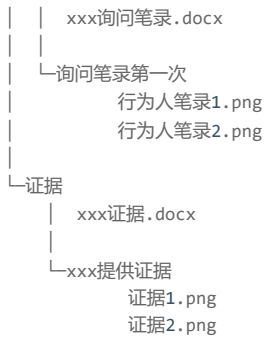 │  │  xxx询问笔录.docx
│  │
│  └─询问笔录第一次
│          行为人笔录1.png
│          行为人笔录2.png
│
└─证据
    │  xxx证据.docx
    │
    └─xxx提供证据
            证据1.png
            证据2.png